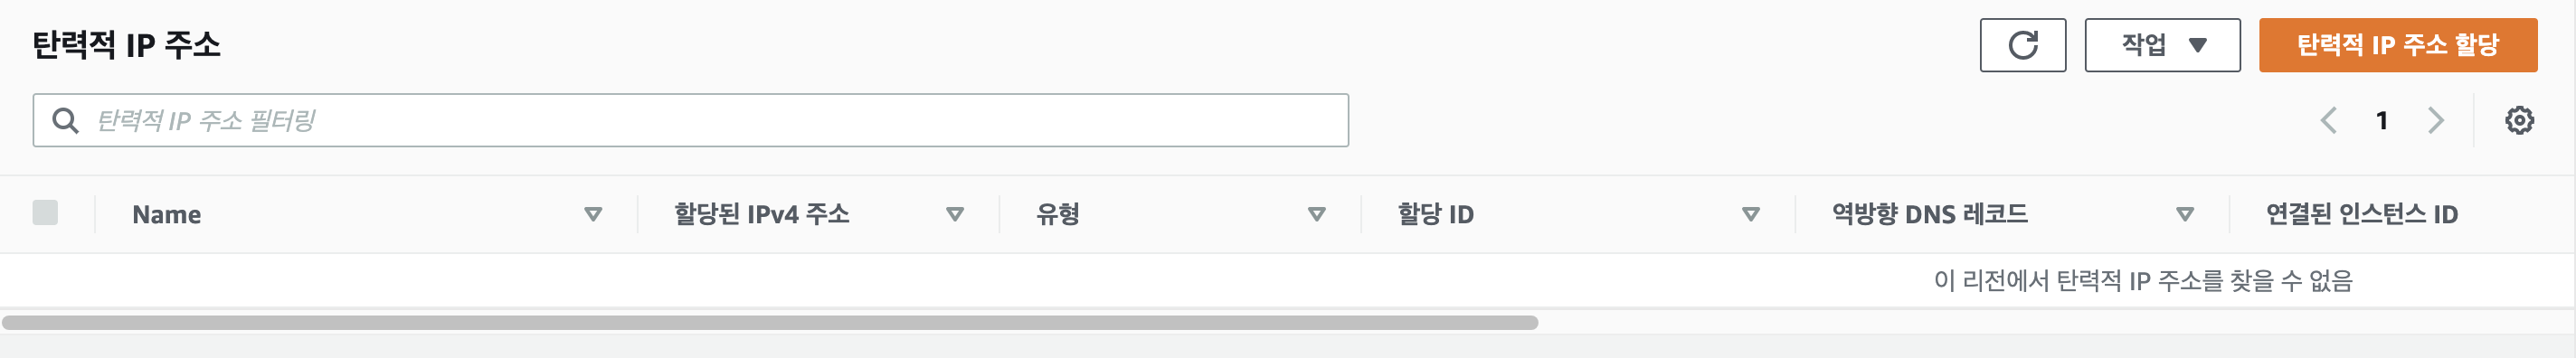 탄력적 IP 주소
작업
탄력적 IP 주소 할당
탄력적 IP 주소 필터링
1
Name 할당된 IPv4 주소 유형 할당 ID 역방향 DNS 레코드 연결된 인스턴스 ID
이 리전에서 탄력적 IP 주소를 찾을 수 없음